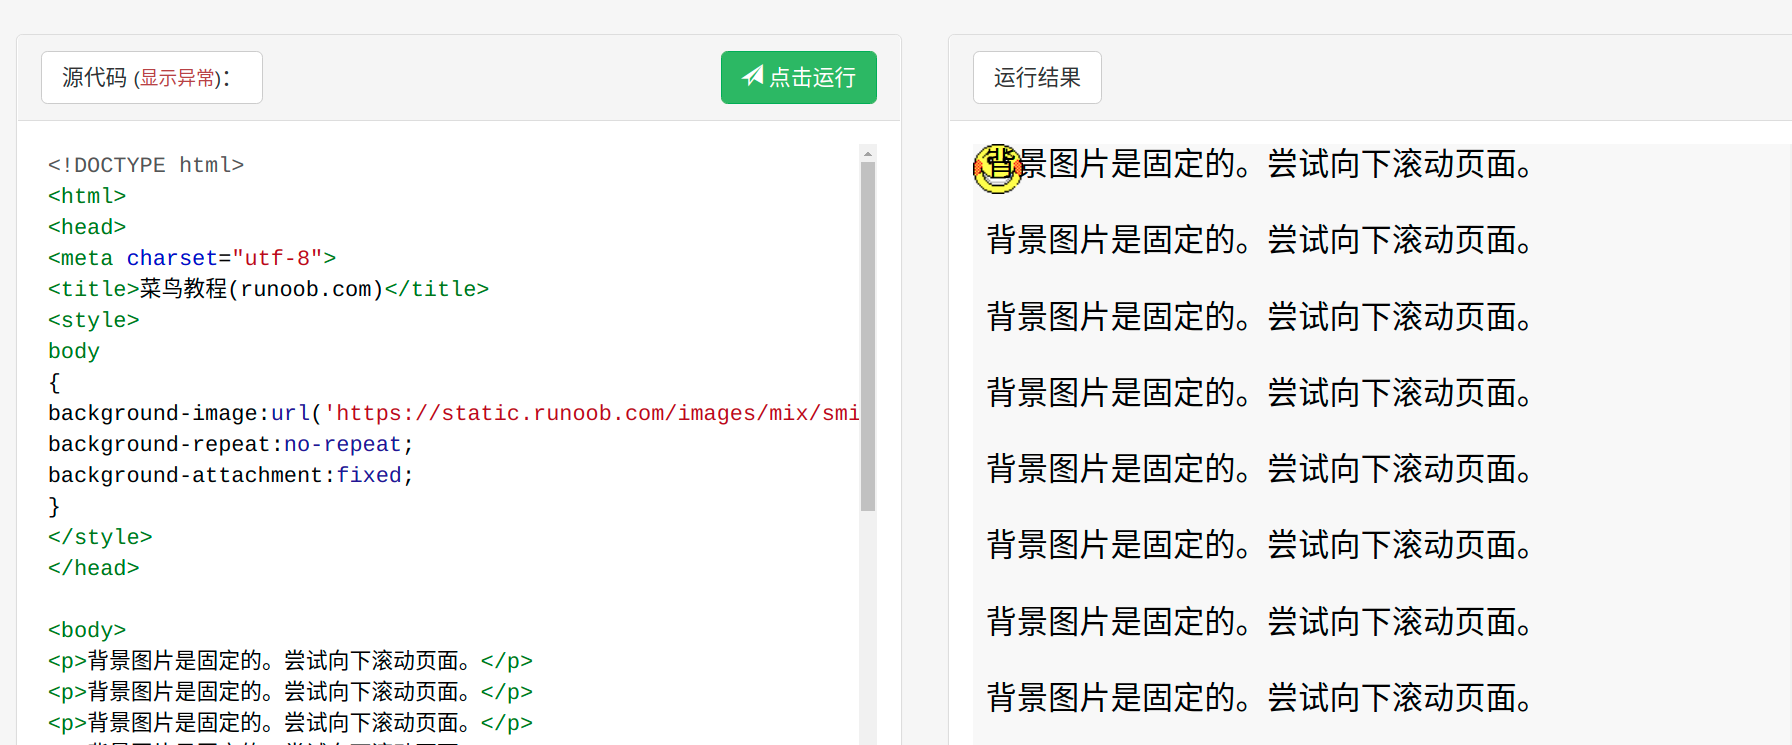 源代码 (显示异常)：
点击运行
<!DOCTYPE html>
<html>
<head>
<meta charset="utf-8">
<title>菜鸟教程(runoob.com)</title>
<style>
body
{
background-image:url('https://static.runoob.com/images/mix/smi
background-repeat:no-repeat;
background-attachment:fixed;
}
</style>
</head>
<body>
<p>背景图片是固定的。尝试向下滚动页面。</p>
<p>背景图片是固定的。尝试向下滚动页面。</p>
<p>背景图片是固定的。尝试向下滚动页面。</p>
运行结果
背景图片是固定的。尝试向下滚动页面。
背景图片是固定的。尝试向下滚动页面。
背景图片是固定的。尝试向下滚动页面。
背景图片是固定的。尝试向下滚动页面。
背景图片是固定的。尝试向下滚动页面。
背景图片是固定的。尝试向下滚动页面。
背景图片是固定的。尝试向下滚动页面。
背景图片是固定的。尝试向下滚动页面。